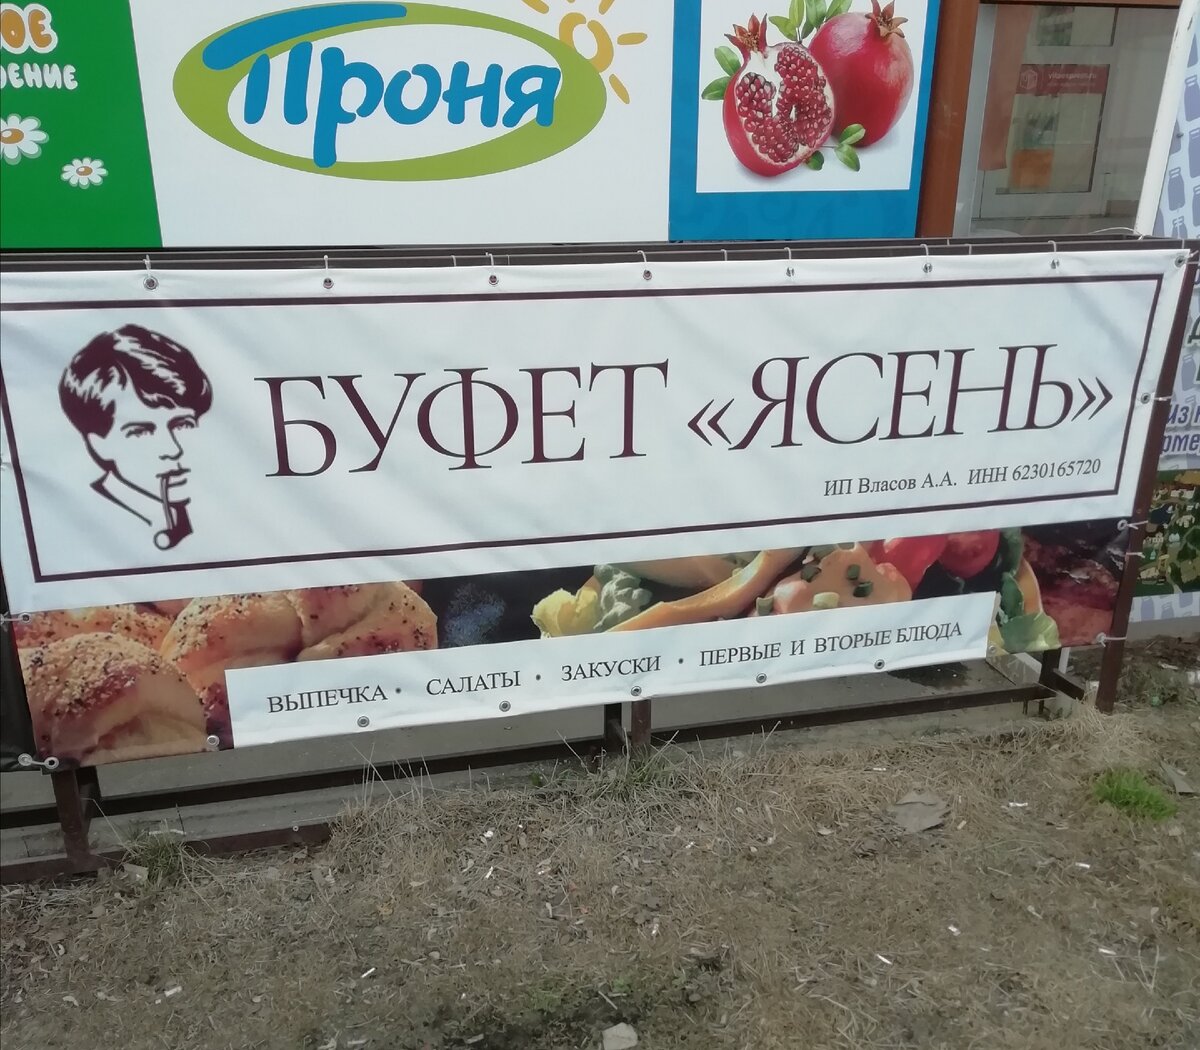 Проня
БУФЕТ «ЯСЕНЬ»
ИП Власов А.А. ИНН 6230165720
ВЫПЕЧКА • САЛАТЫ • ЗАКУСКИ • ПЕРВЫЕ И ВТОРЫЕ БЛЮДА